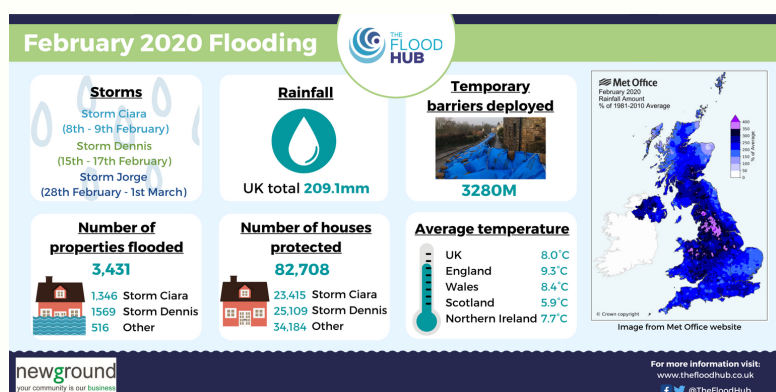 February 2020 Flooding
THE
FLOOD
HUB
Storms
Storm Ciara
(8th - 9th February)
Storm Dennis
(15th - 17th February)
Storm Jorge
(28th February - 1st March)
Rainfall
UK total 209.1mm
Temporary
barriers deployed
3280M
Number of
properties flooded
3,431
1,346 Storm Ciara
1569 Storm Dennis
516 Other
Number of houses
protected
82,708
23,415 Storm Ciara
25,109 Storm Dennis
34,184 Other
Average temperature
UK 8.0°C
England 9.3°C
Wales 8.4°C
Scotland 5.9°C
Northern Ireland 7.7°C
Met Office
February 2020
Rainfall Amount
% of 1981-2010 Average
400
350
300
250
200
150
100
50
0
% of Average
© Crown copyright
Image from Met Office website
newground
your community is our business
For more information visit:
www.thefloodhub.co.uk
@TheFloodHub